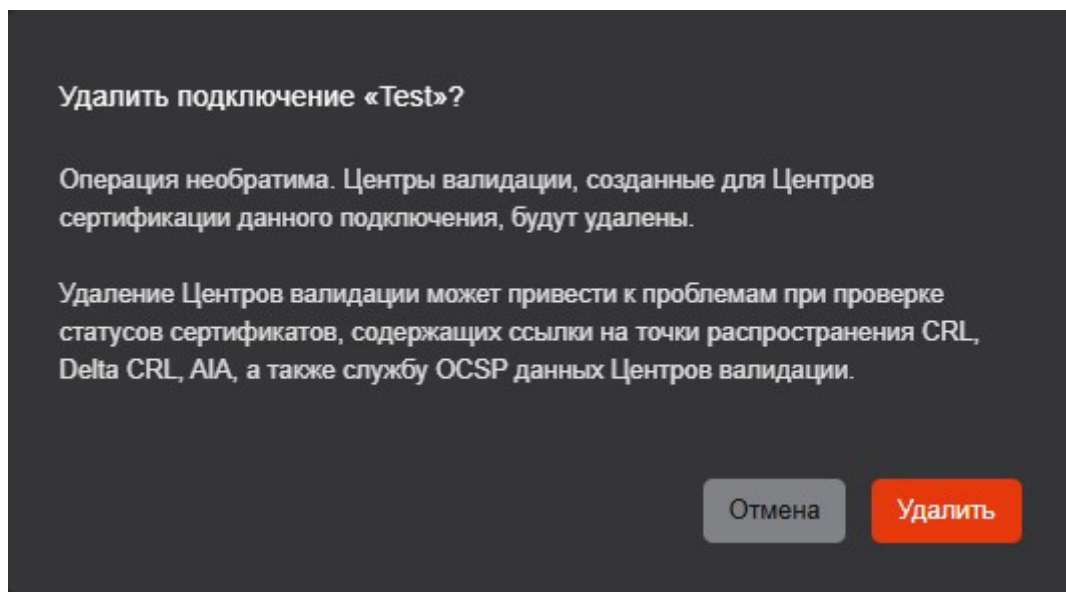 Удалить подключение «Test»?
Операция необратима. Центры валидации, созданные для Центров
сертификации данного подключения, будут удалены.
Удаление Центров валидации может привести к проблемам при проверке
статусов сертификатов, содержащих ссылки на точки распространения CRL,
Delta CRL, AIA, а также службу OCSP данных Центров валидации.
Отмена
Удалить